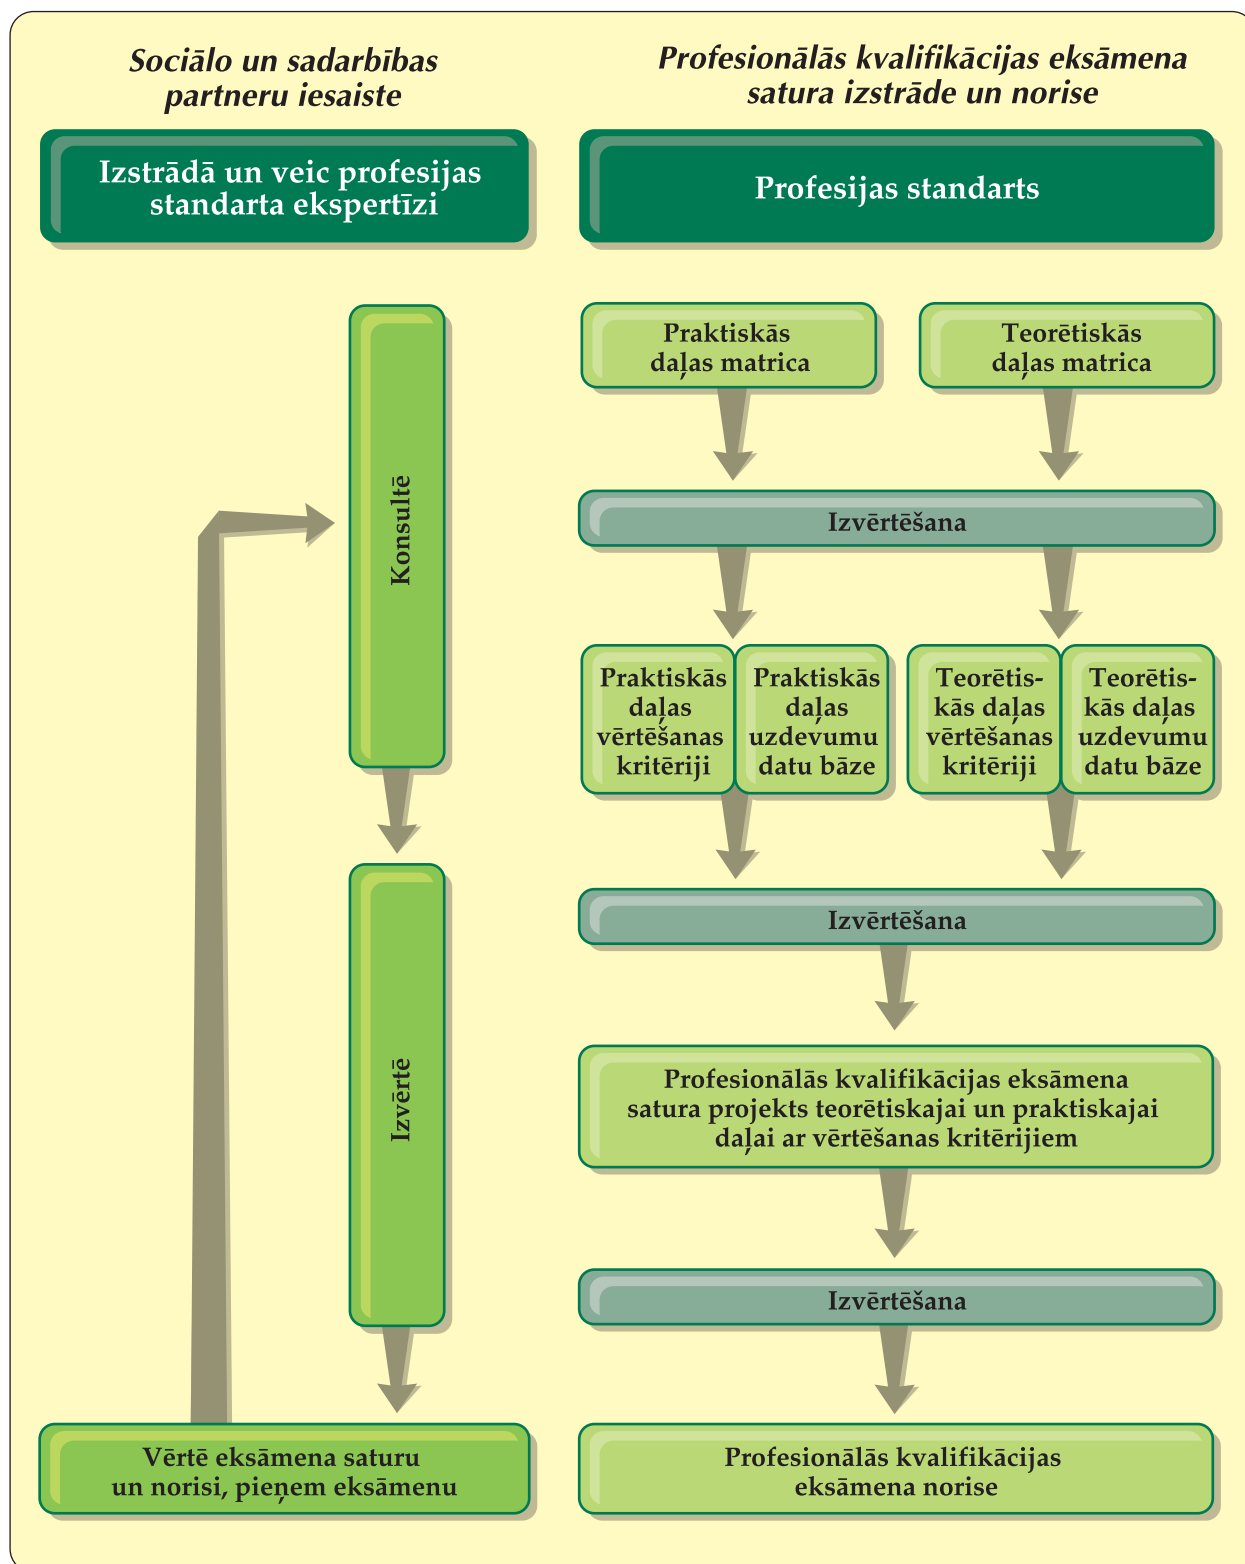 Sociālo un sadarbības
partneru iesaiste
Izstrādā un veic profesijas
standarta ekspertīzi
Konsultē
Izvērtē
Vērtē eksāmena saturu
un norisi, pieņem eksāmenu
Profesionālās kvalifikācijas eksāmena
satura izstrāde un norise
Profesijas standarts
Praktiskās
daļas matrica
Teorētiskās
daļas matrica
Izvērtēšana
Praktiskās
daļas
vērtēšanas
kritēriji
Praktiskās
daļas
uzdevumu
datu bāze
Teorētis-
kās daļas
vērtēšanas
kritēriji
Teorētis-
kās daļas
uzdevumu
datu bāze
Izvērtēšana
Profesionālās kvalifikācijas eksāmena
satura projekts teorētiskajai un praktiskajai
daļai ar vērtēšanas kritērijiem
Izvērtēšana
Profesionālās kvalifikācijas
eksāmena norise